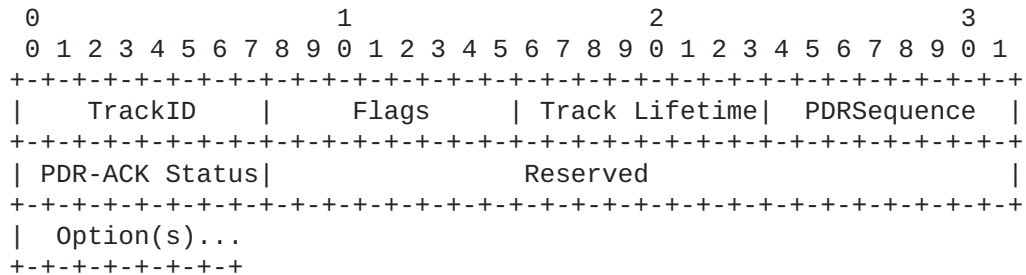 0                   1                   2                   3
 0 1 2 3 4 5 6 7 8 9 0 1 2 3 4 5 6 7 8 9 0 1 2 3 4 5 6 7 8 9 0 1
+-+-+-+-+-+-+-+-+-+-+-+-+-+-+-+-+-+-+-+-+-+-+-+-+-+-+-+-+-+-+-+-+
|    TrackID    |     Flags     | Track Lifetime|  PDRSequence  |
+-+-+-+-+-+-+-+-+-+-+-+-+-+-+-+-+-+-+-+-+-+-+-+-+-+-+-+-+-+-+-+-+
| PDR-ACK Status|                Reserved                       |
+-+-+-+-+-+-+-+-+-+-+-+-+-+-+-+-+-+-+-+-+-+-+-+-+-+-+-+-+-+-+-+-+
|  Option(s)...
+-+-+-+-+-+-+-+